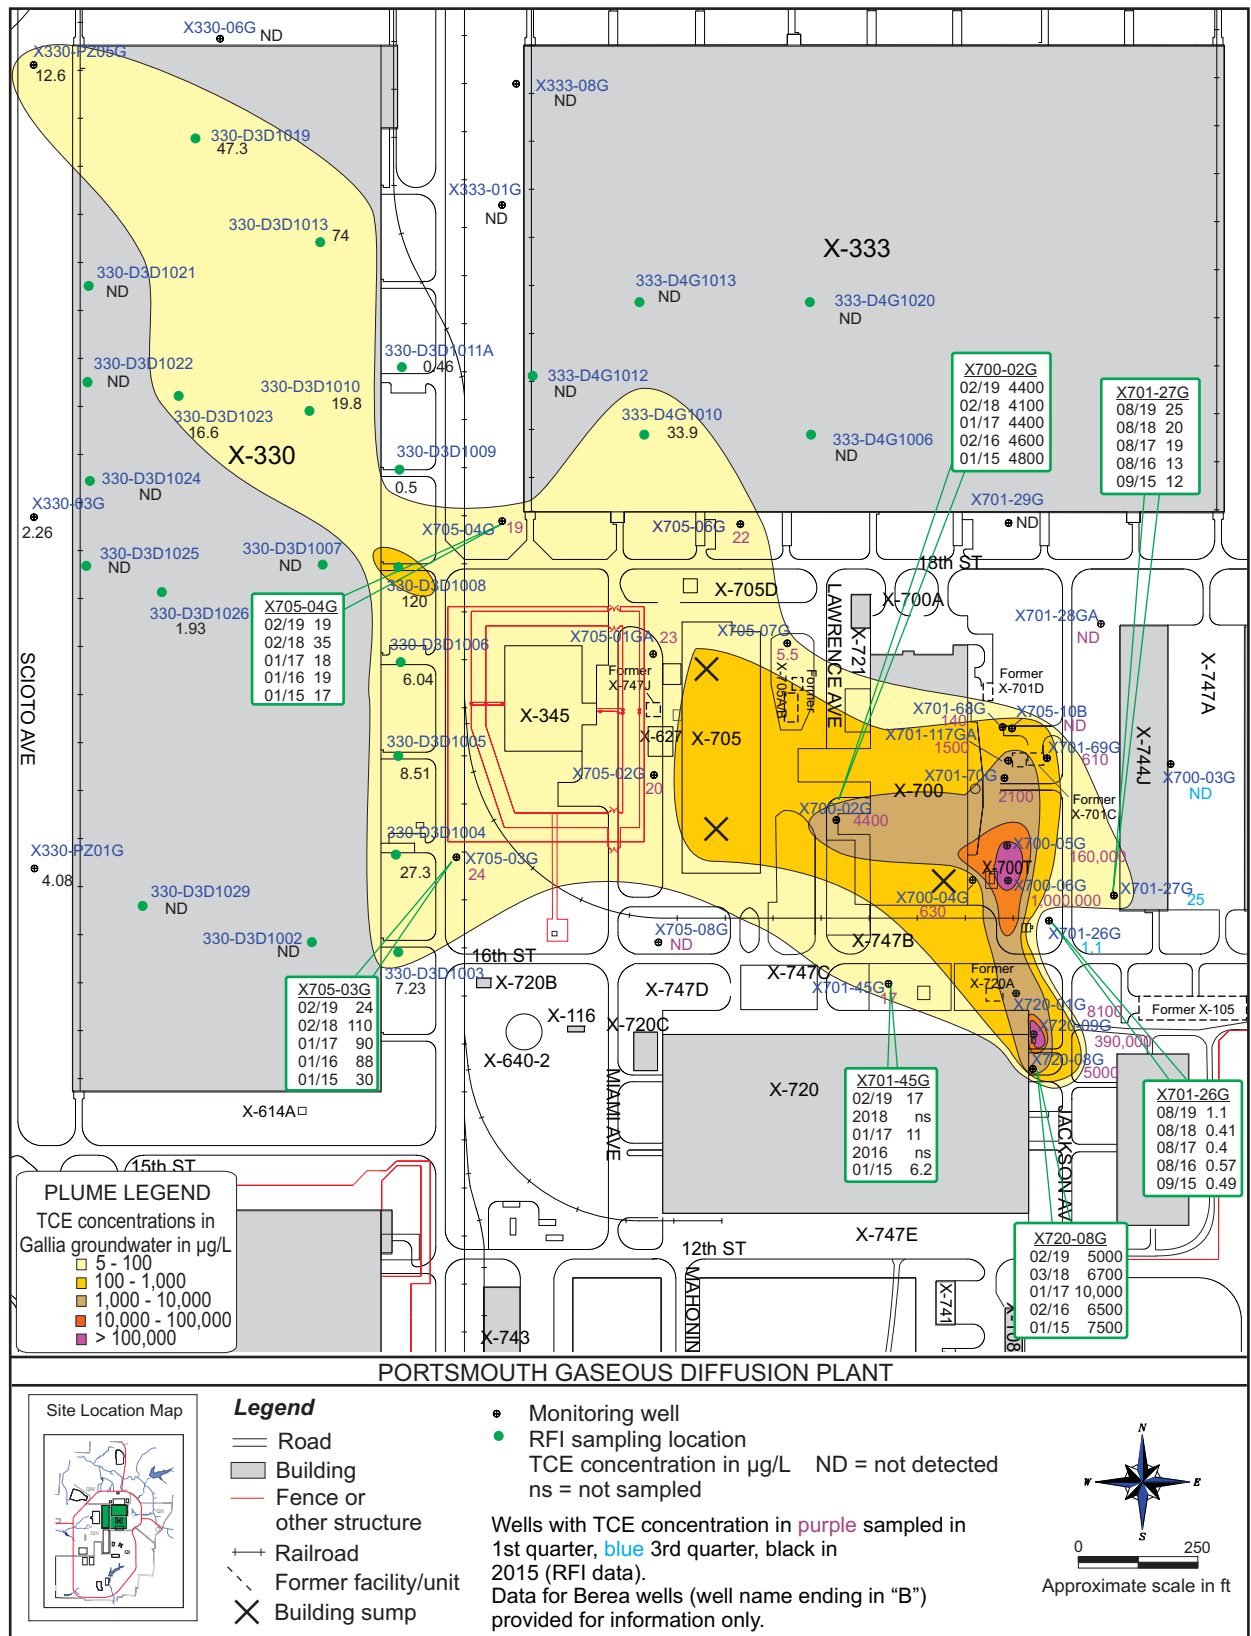 X330-06G
ND
X330-PZ05G
12.6
X333-08G
ND
330-D3D1019
47.3
X333-01G
ND
330-D3D1013
74
X-333
330-D3D1021
ND
333-D4G1013
ND
333-D4G1020
ND
330-D3D1011A
0.46
330-D3D1022
ND
333-D4G1012
ND
330-D3D1010
19.8
330-D3D1023
16.6
333-D4G1010
33.9
333-D4G1006
ND
X700-02G
02/19 4400
02/18 4100
01/17 4400
02/16 4600
01/15 4800
X701-27G
08/19 25
08/18 20
08/17 19
08/16 13
09/15 12
X-330
330-D3D1009
0.5
330-D3D1024
ND
X330-03G
2.26
X705-04G
19
X705-06G
22
X701-29G
ND
330-D3D1025
ND
330-D3D1007
ND
13th ST
330-D3D1008
120
330-D3D1026
1.93
X705-04G
02/19 19
02/18 35
01/17 18
01/16 19
01/15 17
X-705D
X-700A
LAWRENCE AVE
X-721
X701-28GA
ND
X705-01GA
23
X705-07G
5.5
330-D3D1006
6.04
SCIOTO AVE
Former
X-747J
Former
X-705A/B
Former
X-701D
X-747A
X-345
X-627
X-705
X701-68G
140
X705-10B
ND
X701-117GA
1500
X701-69G
610
X-744J
330-D3D1005
8.51
X705-02G
20
X701-70G
2100
X-700
X700-03G
ND
Former
X-701C
X700-02G
4400
330-D3D1004
27.3
X330-PZ01G
4.08
X705-03G
24
X700-05G
160,000
X-700T
X700-04G
630
X700-06G
1,000,000
X701-27G
25
330-D3D1029
ND
330-D3D1002
ND
X705-08G
ND
X-747B
X701-26G
1.1
16th ST
330-D3D1003
7.23
X-720B
X-747D
X-747C
X701-45G
17
Former
X-720A
X705-03G
02/19 24
02/18 110
01/17 90
01/16 88
01/15 30
X-116
X-720C
X-640-2
X720-01G
8100
Former X-105
X720-09G
390,000
X720-08G
5000
X-720
MIAMI AVE
X701-45G
02/19 17
2018 ns
01/17 11
2016 ns
01/15 6.2
X701-26G
08/19 1.1
08/18 0.41
08/17 0.4
08/16 0.57
09/15 0.49
X-614A
JACKSON AV
15th ST
PLUME LEGEND
TCE concentrations in
Gallia groundwater in µg/L
5 - 100
100 - 1,000
1,000 - 10,000
10,000 - 100,000
> 100,000
X-747E
12th ST
X720-08G
02/19 5000
03/18 6700
01/17 10,000
02/16 6500
01/15 7500
X-743
MAHONIN
X-741
PORTSMOUTH GASEOUS DIFFUSION PLANT
Site Location Map
Legend
Road
Building
Fence or
other structure
Railroad
Former facility/unit
Building sump
Monitoring well
RFI sampling location
TCE concentration in µg/L ND = not detected
ns = not sampled
Wells with TCE concentration in purple sampled in
1st quarter, blue 3rd quarter, black in
2015 (RFI data).
Data for Berea wells (well name ending in “B”)
provided for information only.
N
W
E
S
0 250
Approximate scale in ft